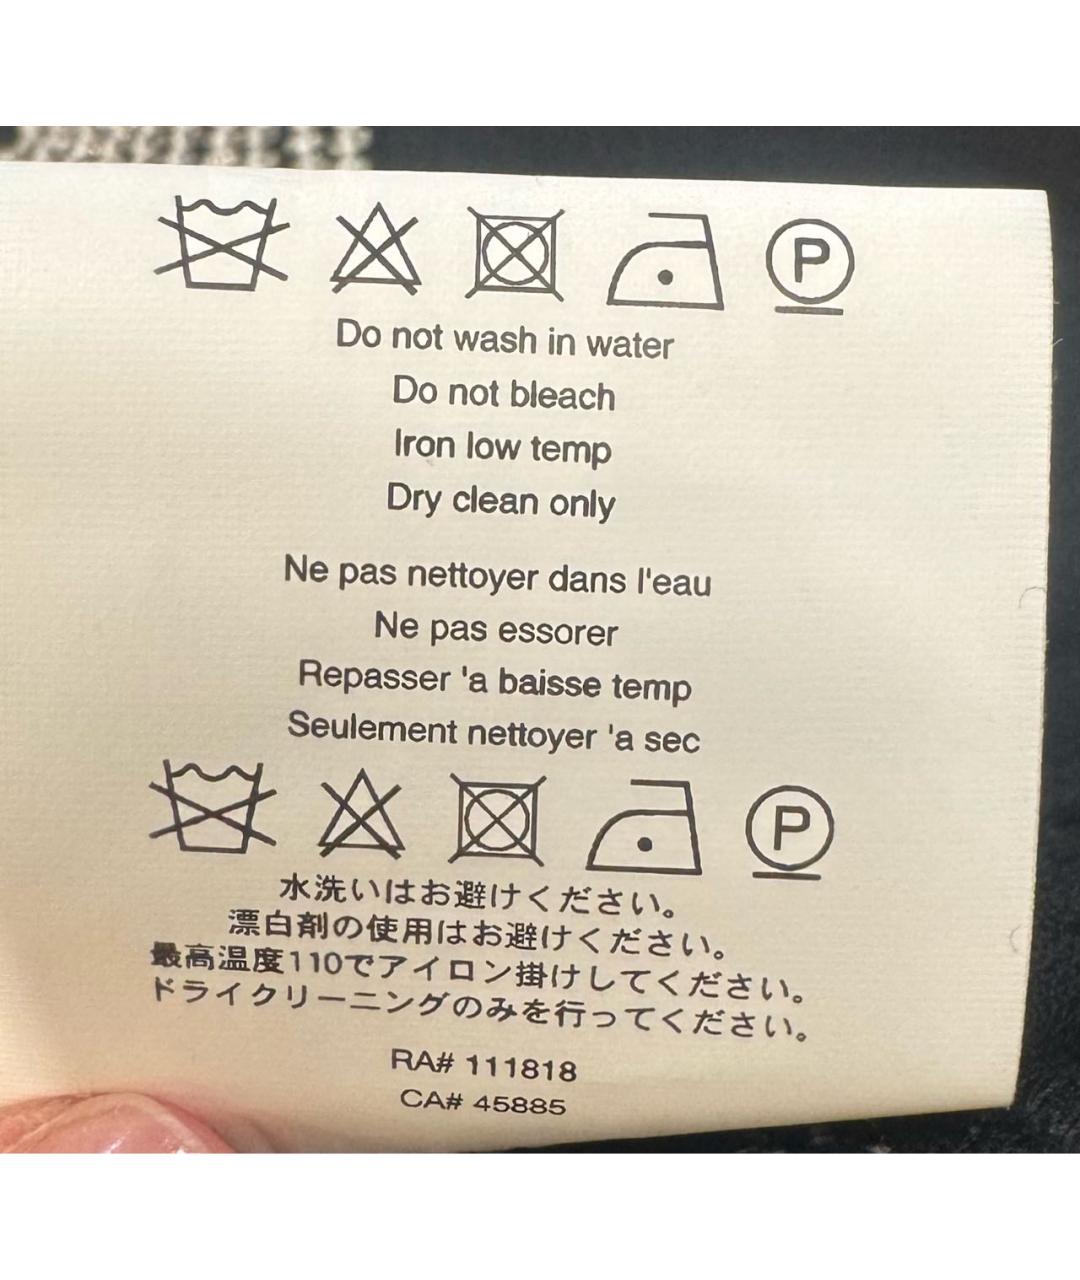 P
Do not wash in water
Do not bleach
Iron low temp
Dry clean only
Ne pas nettoyer dans l'eau
Ne pas essorer
Repasser 'a baisse temp
Seulement nettoyer 'a sec
P
水洗いはお避けください。
漂白剤の使用はお避けください。
最高温度110でアイロン掛けしてください。
ドライクリーニングのみを行ってください。
RA# 111818
CA# 45885